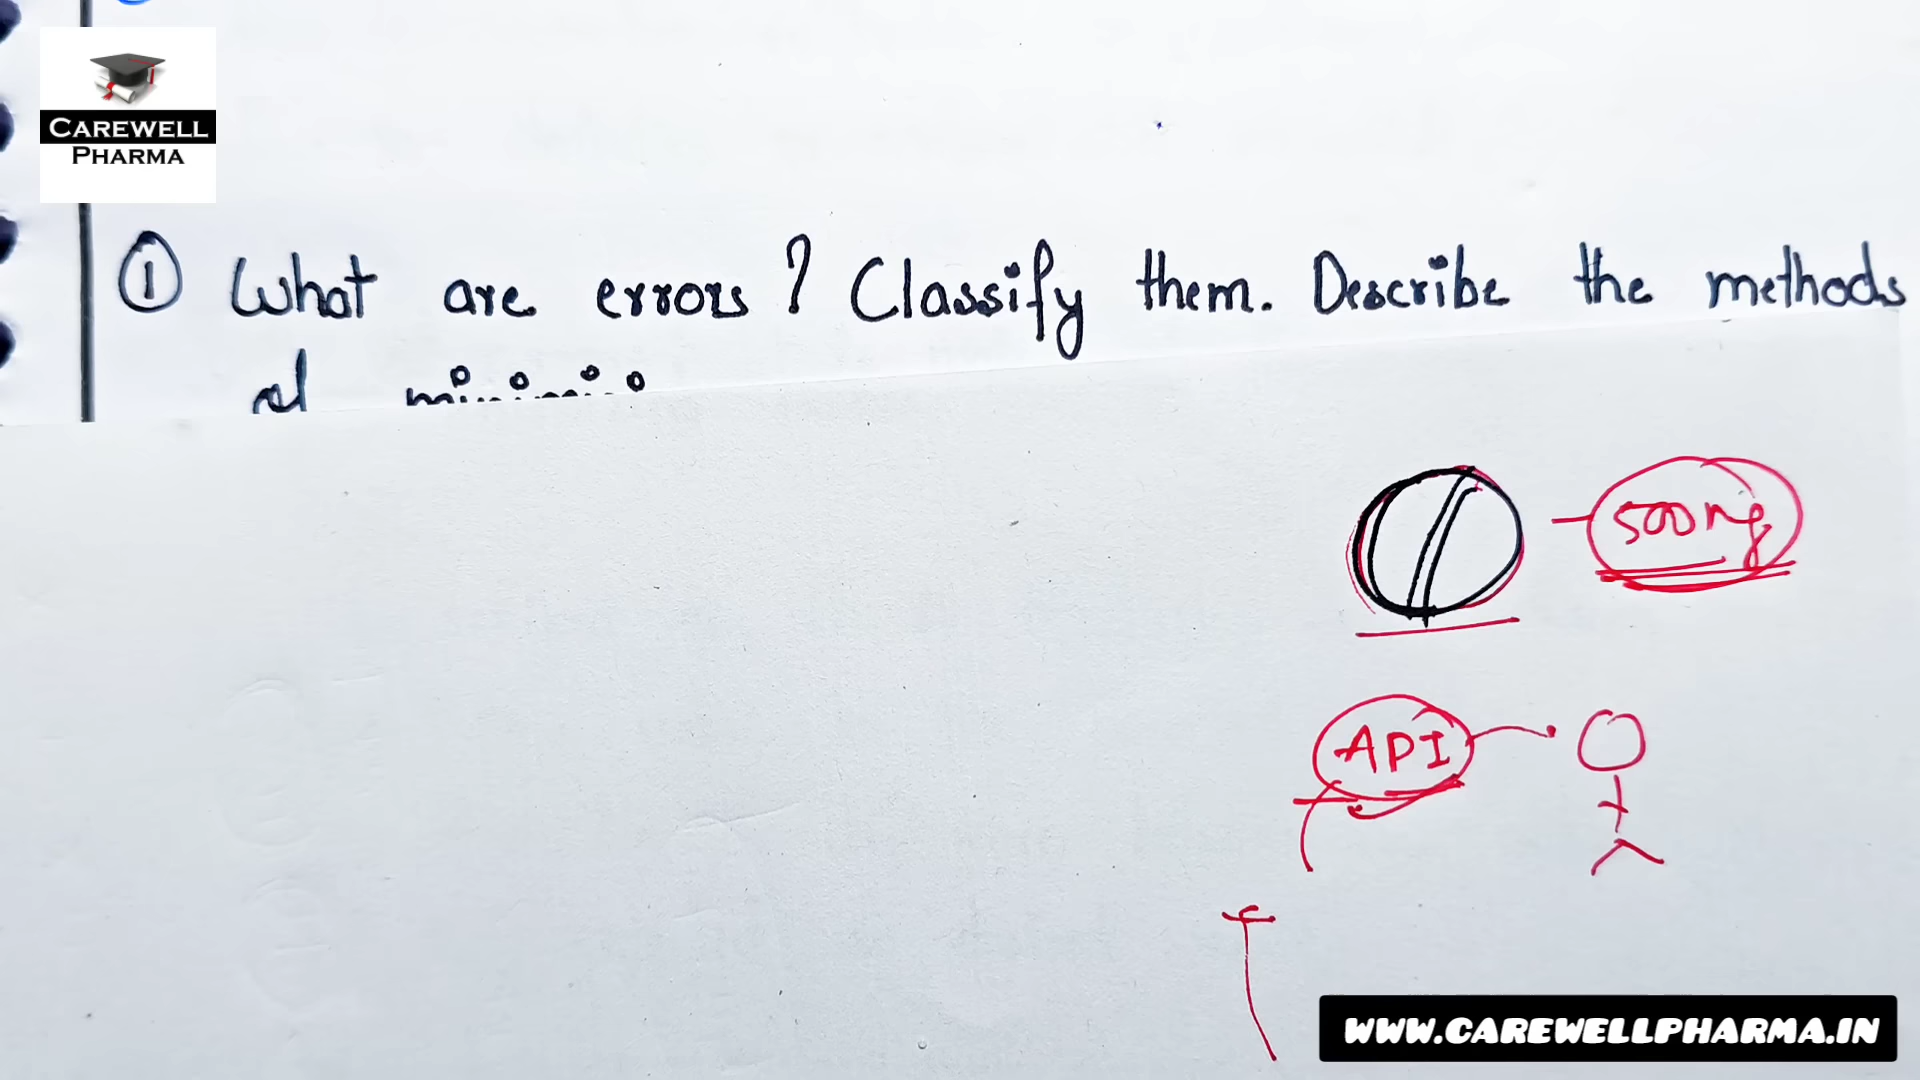 CAREWELL
PHARMA
① What are errors? Classify them. Describe the methods
500mg
API
WWW.CAREWELLPHARMA.IN